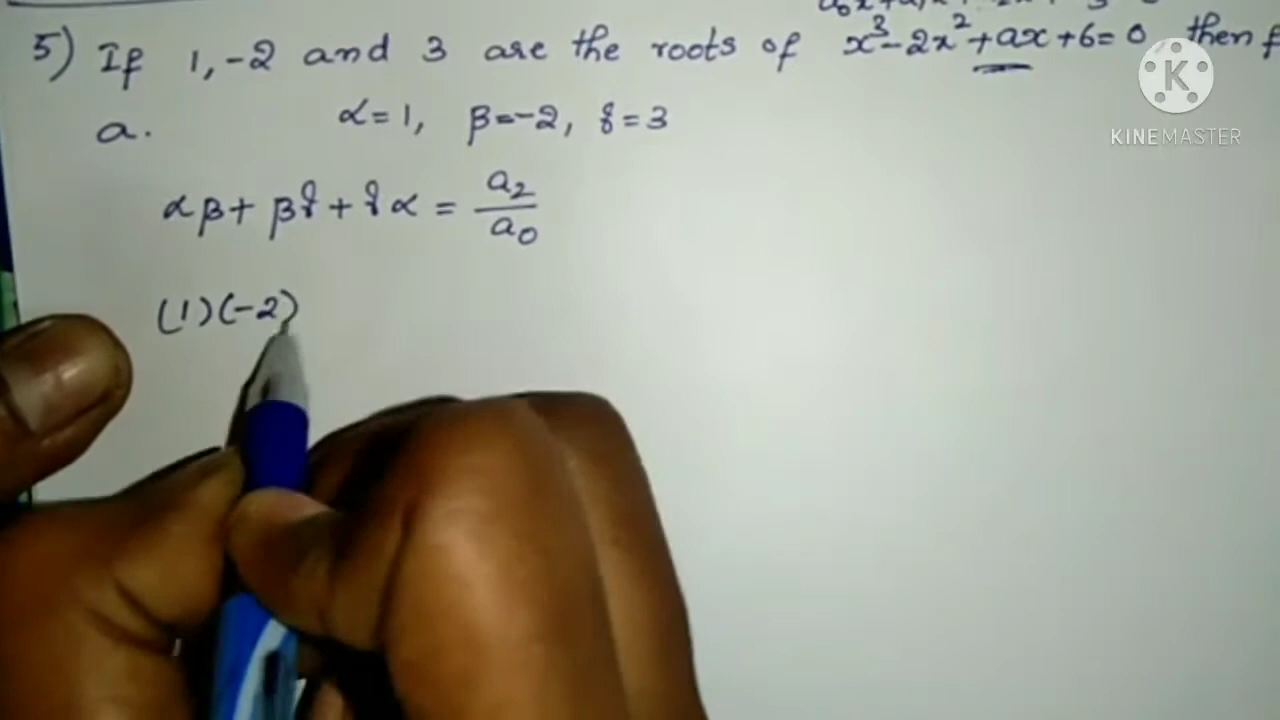 5) If 1, -2 and 3 are the roots of x³-2x²+ax+6=0 then f
a.
α=1, β=-2, γ=3
αβ+βγ+γα = a₂/a₀
(1)(-2)
K
KINEMASTER